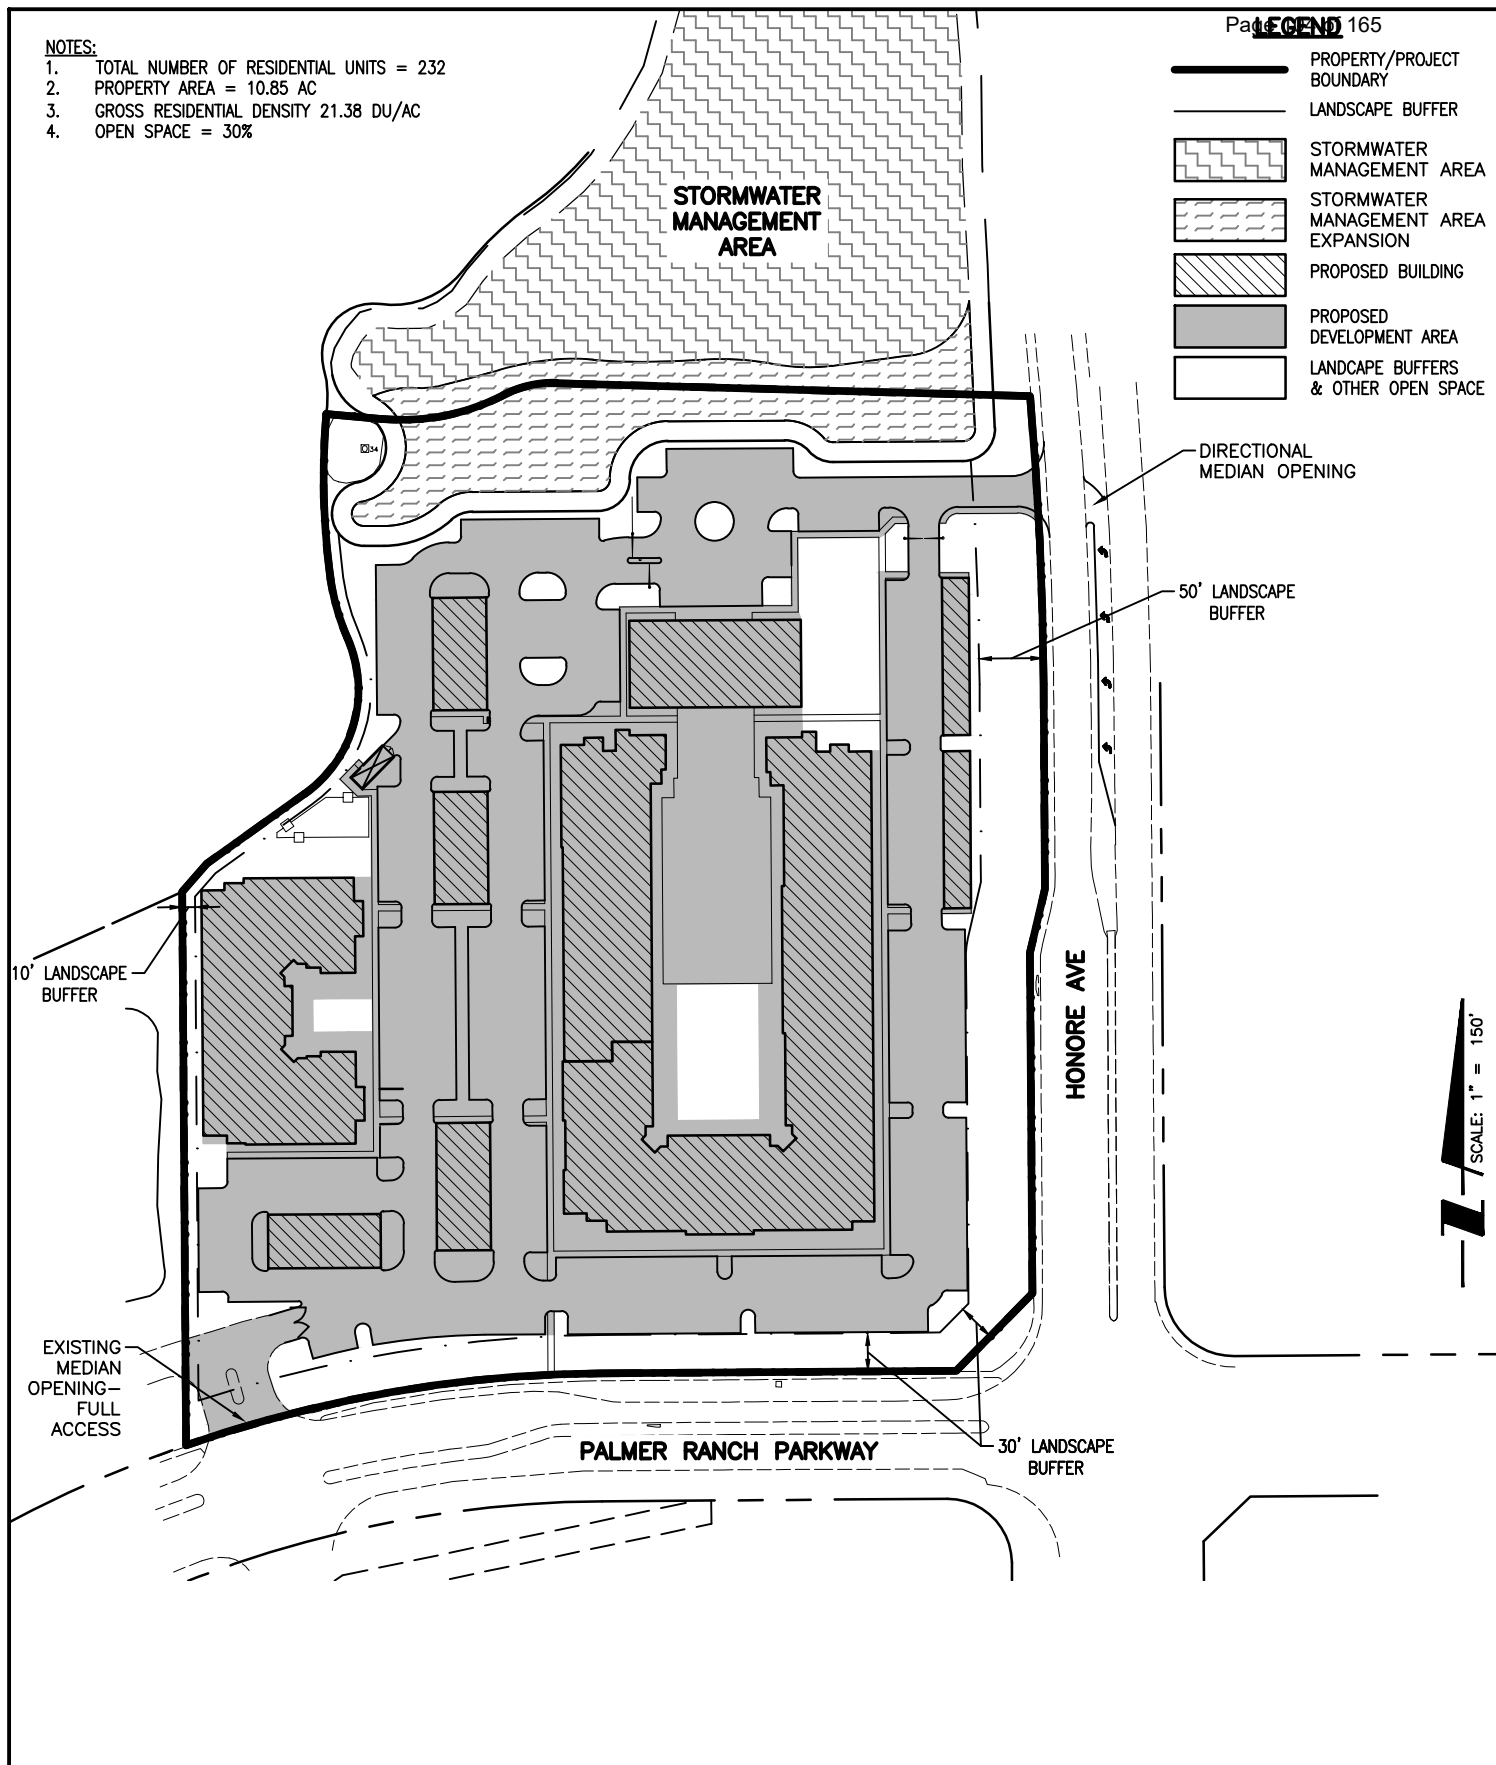 NOTES:
1. TOTAL NUMBER OF RESIDENTIAL UNITS = 232
2. PROPERTY AREA = 10.85 AC
3. GROSS RESIDENTIAL DENSITY 21.38 DU/AC
4. OPEN SPACE = 30%
Page of 165
LEGEND
PROPERTY/PROJECT
BOUNDARY
LANDSCAPE BUFFER
STORMWATER
MANAGEMENT AREA
STORMWATER
MANAGEMENT AREA
EXPANSION
PROPOSED BUILDING
PROPOSED
DEVELOPMENT AREA
LANDCAPE BUFFERS
& OTHER OPEN SPACE
STORMWATER
MANAGEMENT
AREA
34
DIRECTIONAL
MEDIAN OPENING
50' LANDSCAPE
BUFFER
10' LANDSCAPE
BUFFER
HONORE AVE
SCALE: 1" = 150'
Z
EXISTING
MEDIAN
OPENING–
FULL
ACCESS
PALMER RANCH PARKWAY
30' LANDSCAPE
BUFFER